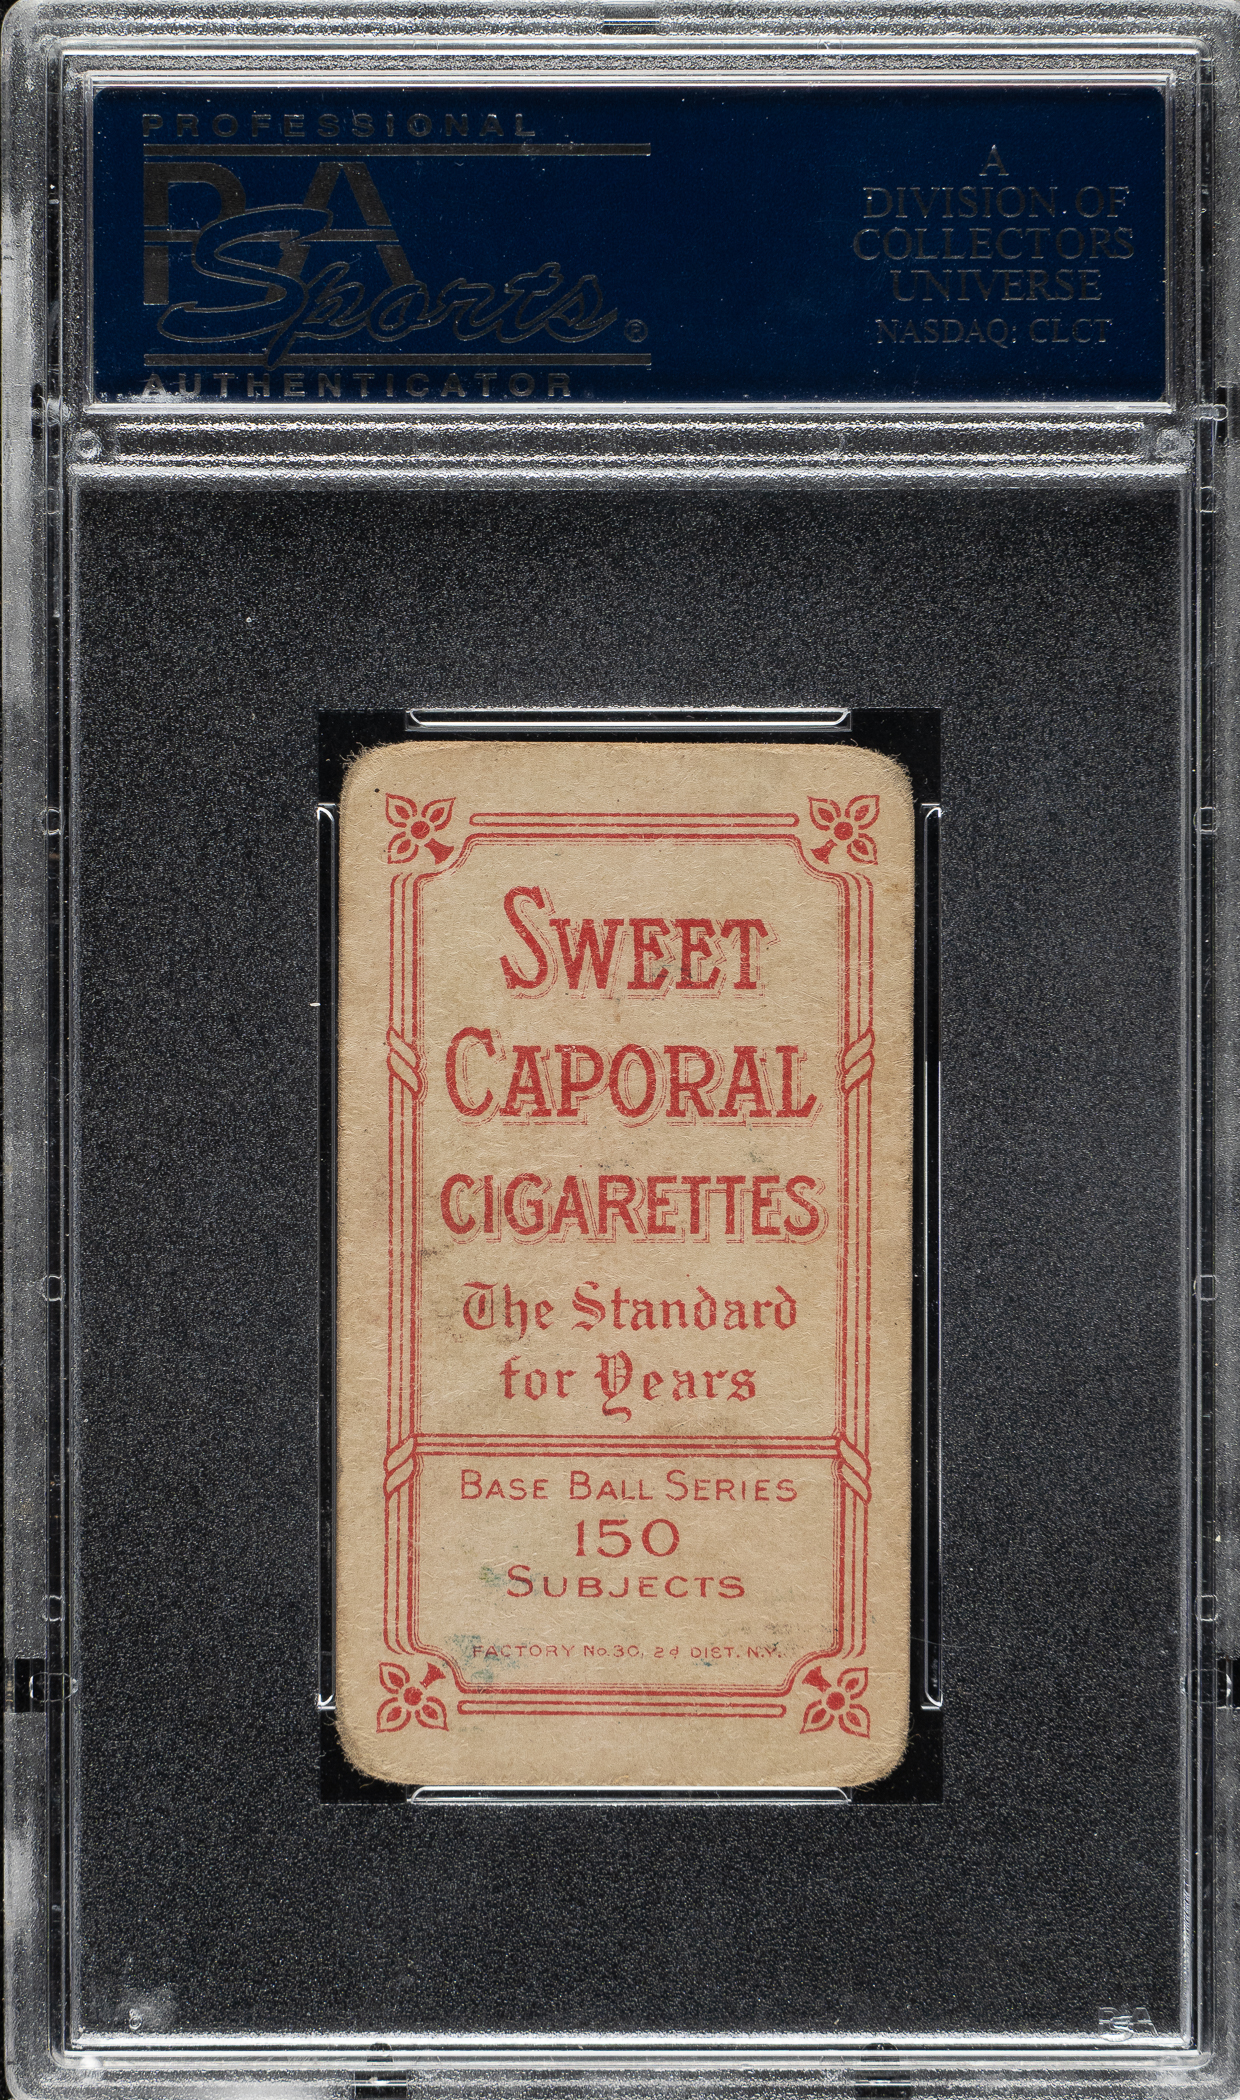 PROFESSIONAL
PSA
Sports ®
AUTHENTICATOR
A
DIVISION OF
COLLECTORS
UNIVERSE
NASDAQ: CLCT
SWEET
CAPORAL
CIGARETTES
The Standard
for Years
BASE BALL SERIES
150
SUBJECTS
FACTORY No. 30, 2d DIST. N.Y.
PSA